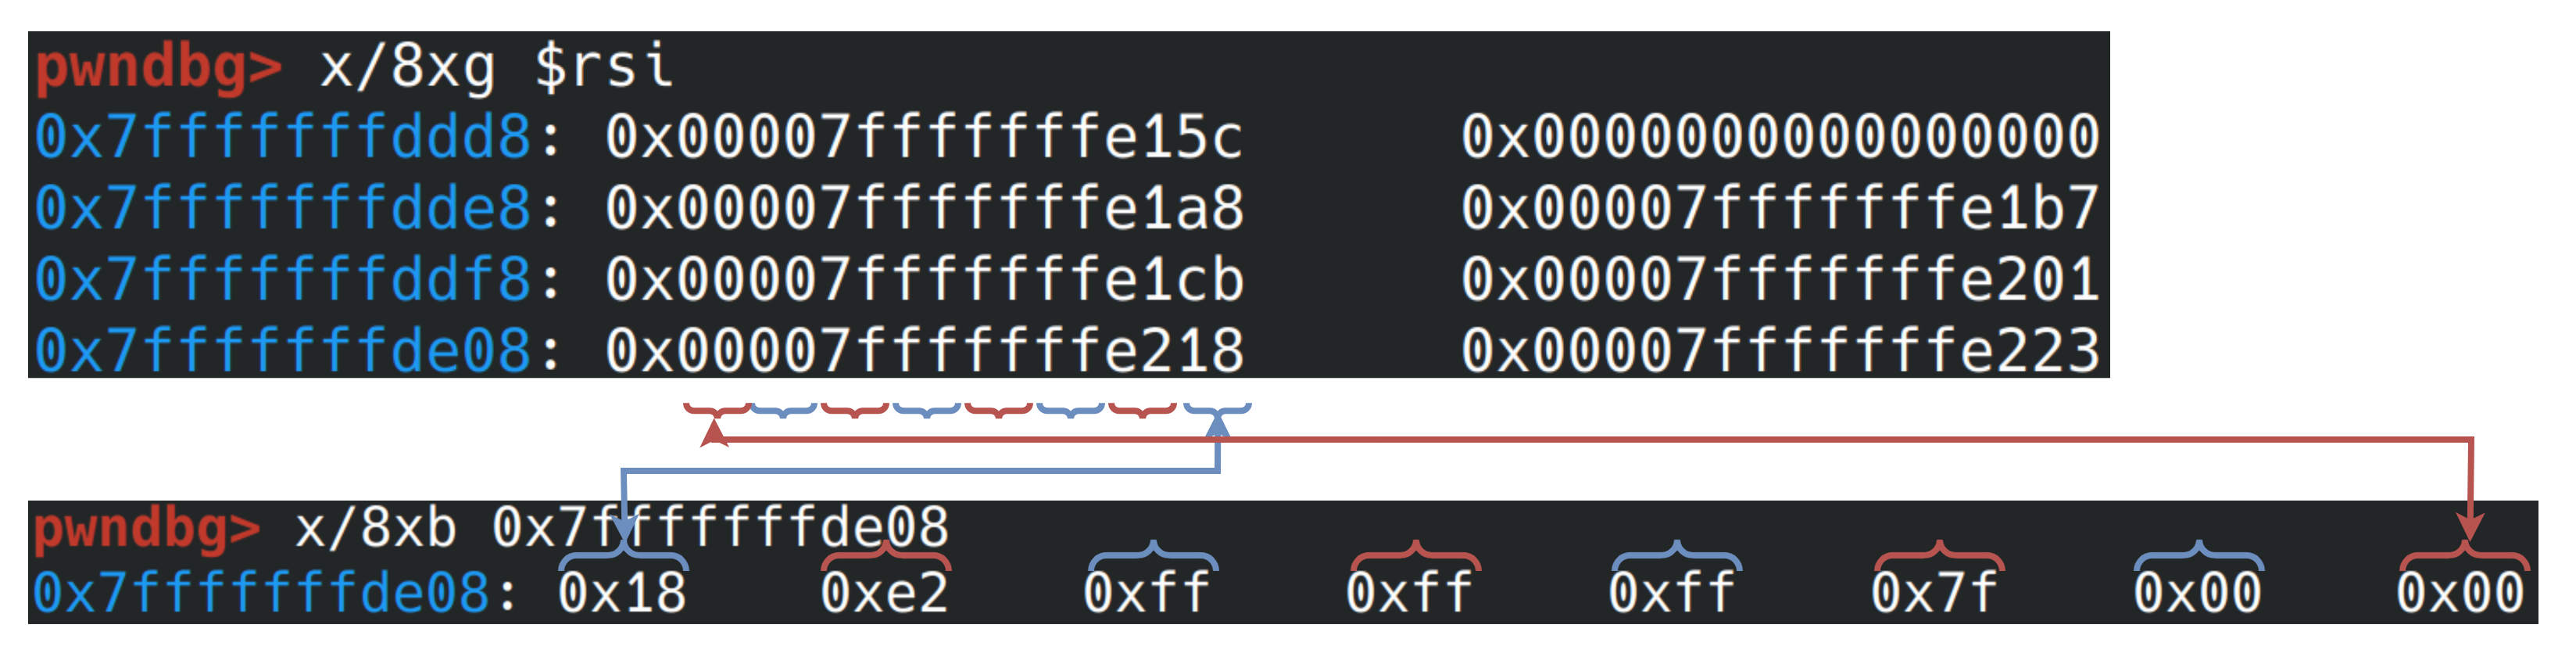 pwndbg> x/8xg $rsi
0x7fffffffddd8: 0x00007fffffffe15c 0x0000000000000000
0x7fffffffdde8: 0x00007fffffffe1a8 0x00007fffffffe1b7
0x7fffffffddf8: 0x00007fffffffe1cb 0x00007fffffffe201
0x7fffffffde08: 0x00007fffffffe218 0x00007fffffffe223
pwndbg> x/8xb 0x7fffffffde08
0x7fffffffde08: 0x18 0xe2 0xff 0xff 0xff 0x7f 0x00 0x00